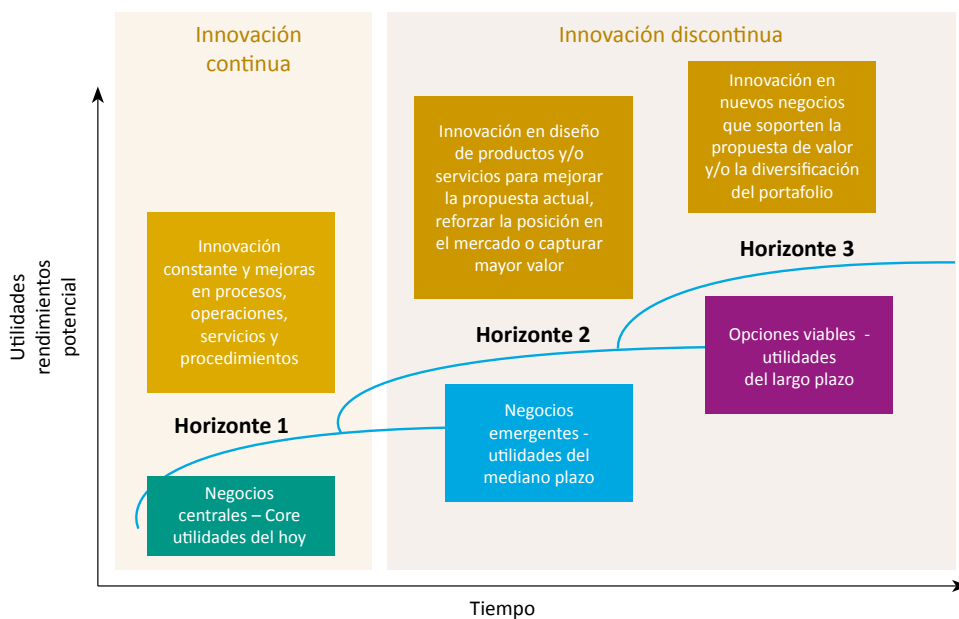 Innovación
continua
Innovación discontinua
Innovación en
nuevos negocios
que soporten la
propuesta de valor
y/o la diversificación
del portafolio
Innovación en diseño
de productos y/o
servicios para mejorar
la propuesta actual,
reforzar la posición en
el mercado o capturar
mayor valor
Innovación
constante y mejoras
en procesos,
operaciones,
servicios y
procedimientos
Horizonte 3
Horizonte 2
Horizonte 1
Opciones viables -
utilidades
del largo plazo
Negocios
emergentes -
utilidades del
mediano plazo
Negocios
centrales – Core
utilidades del hoy
Utilidades
rendimientos
potencial
Tiempo